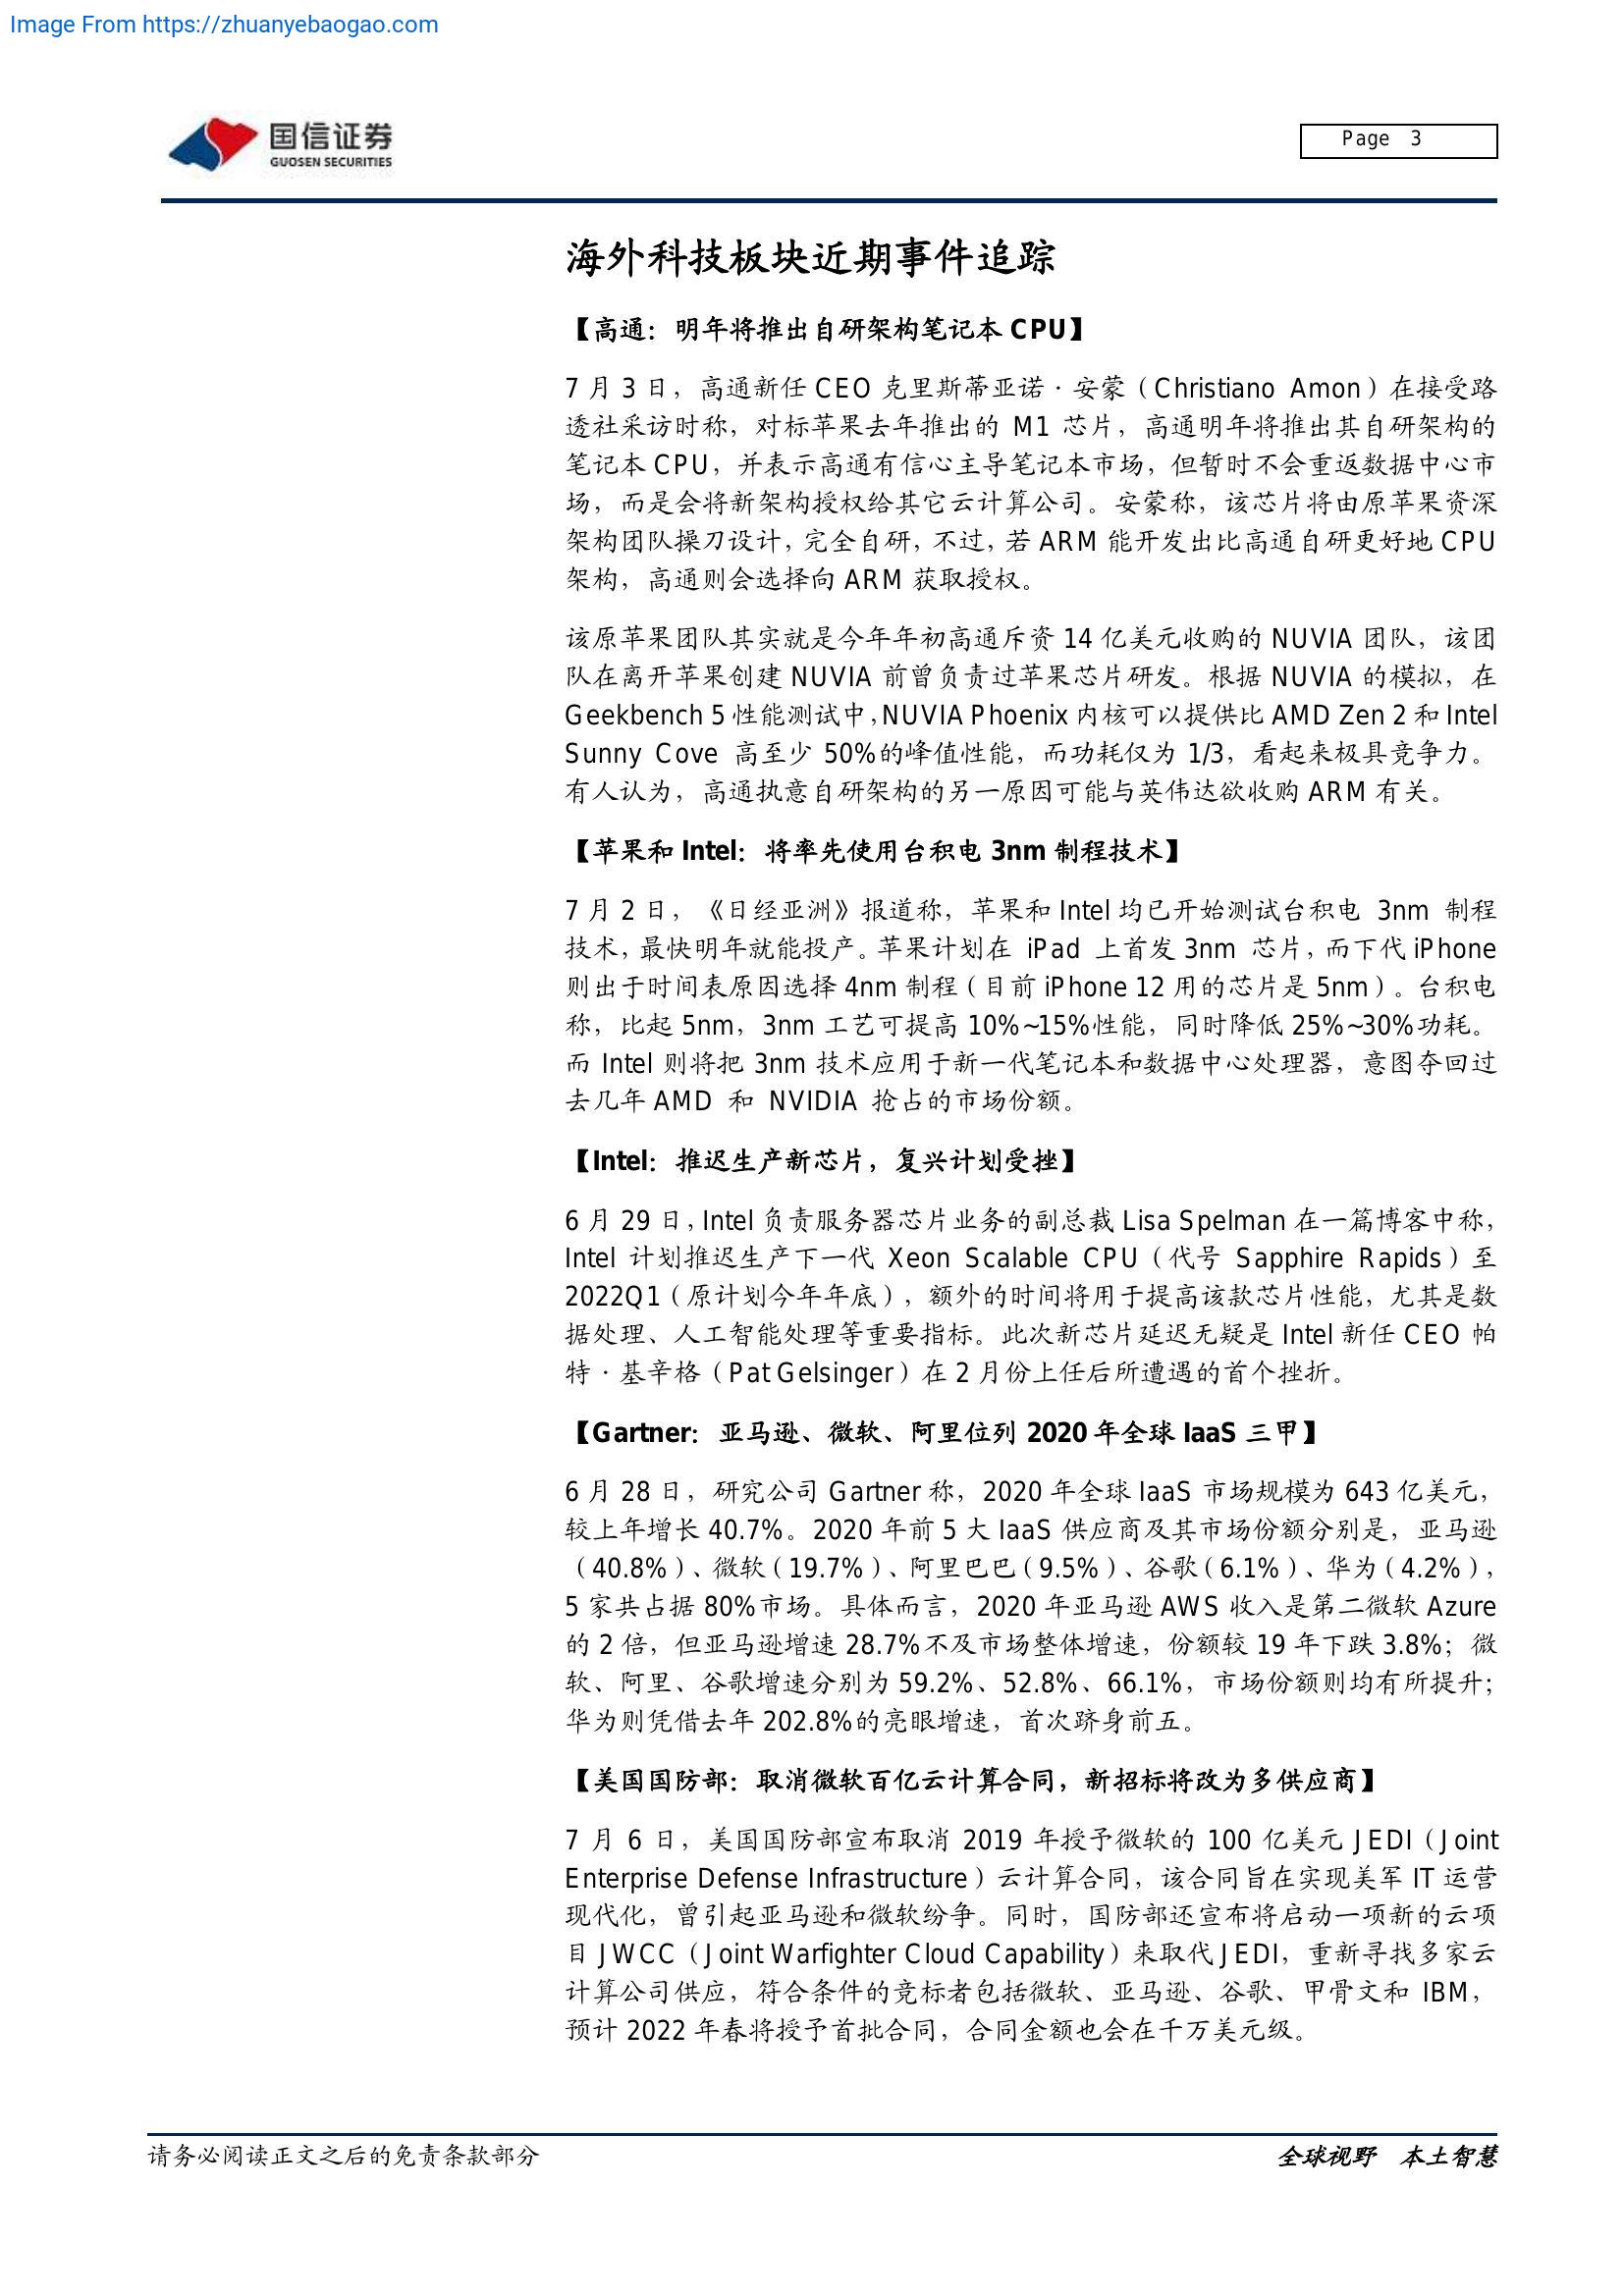 Image From https://zhuanyebaogao.com
国信证券
GUOSEN SECURITIES
Page 3
海外科技板块近期事件追踪
【高通：明年将推出自研架构笔记本 CPU】
7 月 3 日，高通新任 CEO 克里斯蒂亚诺·安蒙（Christiano Amon）在接受路
透社采访时称，对标苹果去年推出的 M1 芯片，高通明年将推出其自研架构的
笔记本 CPU，并表示高通有信心主导笔记本市场，但暂时不会重返数据中心市
场，而是会将新架构授权给其它云计算公司。安蒙称，该芯片将由原苹果资深
架构团队操刀设计，完全自研，不过，若 ARM 能开发出比高通自研更好地 CPU
架构，高通则会选择向 ARM 获取授权。
该原苹果团队其实就是今年年初高通斥资 14 亿美元收购的 NUVIA 团队，该团
队在离开苹果创建 NUVIA 前曾负责过苹果芯片研发。根据 NUVIA 的模拟，在
Geekbench 5 性能测试中，NUVIA Phoenix 内核可以提供比 AMD Zen 2 和 Intel
Sunny Cove 高至少 50%的峰值性能，而功耗仅为 1/3，看起来极具竞争力。
有人认为，高通执意自研架构的另一原因可能与英伟达欲收购 ARM 有关。
【苹果和 Intel：将率先使用台积电 3nm 制程技术】
7 月 2 日，《日经亚洲》报道称，苹果和 Intel 均已开始测试台积电 3nm 制程
技术，最快明年就能投产。苹果计划在 iPad 上首发 3nm 芯片，而下代 iPhone
则出于时间表原因选择 4nm 制程（目前 iPhone 12 用的芯片是 5nm）。台积电
称，比起 5nm，3nm 工艺可提高 10%~15%性能，同时降低 25%~30%功耗。
而 Intel 则将把 3nm 技术应用于新一代笔记本和数据中心处理器，意图夺回过
去几年 AMD 和 NVIDIA 抢占的市场份额。
【Intel：推迟生产新芯片，复兴计划受挫】
6 月 29 日，Intel 负责服务器芯片业务的副总裁 Lisa Spelman 在一篇博客中称，
Intel 计划推迟生产下一代 Xeon Scalable CPU（代号 Sapphire Rapids）至
2022Q1（原计划今年年底），额外的时间将用于提高该款芯片性能，尤其是数
据处理、人工智能处理等重要指标。此次新芯片延迟无疑是 Intel 新任 CEO 帕
特·基辛格（Pat Gelsinger）在 2 月份上任后所遭遇的首个挫折。
【Gartner：亚马逊、微软、阿里位列 2020 年全球 IaaS 三甲】
6 月 28 日，研究公司 Gartner 称，2020 年全球 IaaS 市场规模为 643 亿美元，
较上年增长 40.7%。2020 年前 5 大 IaaS 供应商及其市场份额分别是，亚马逊
（40.8%）、微软（19.7%）、阿里巴巴（9.5%）、谷歌（6.1%）、华为（4.2%），
5 家共占据 80%市场。具体而言，2020 年亚马逊 AWS 收入是第二微软 Azure
的 2 倍，但亚马逊增速 28.7%不及市场整体增速，份额较 19 年下跌 3.8%；微
软、阿里、谷歌增速分别为 59.2%、52.8%、66.1%，市场份额则均有所提升；
华为则凭借去年 202.8%的亮眼增速，首次跻身前五。
【美国国防部：取消微软百亿云计算合同，新招标将改为多供应商】
7 月 6 日，美国国防部宣布取消 2019 年授予微软的 100 亿美元 JEDI（Joint
Enterprise Defense Infrastructure）云计算合同，该合同旨在实现美军 IT 运营
现代化，曾引起亚马逊和微软纷争。同时，国防部还宣布将启动一项新的云项
目 JWCC（Joint Warfighter Cloud Capability）来取代 JEDI，重新寻找多家云
计算公司供应，符合条件的竞标者包括微软、亚马逊、谷歌、甲骨文和 IBM，
预计 2022 年春将授予首批合同，合同金额也会在千万美元级。
请务必阅读正文之后的免责条款部分
全球视野 本土智慧